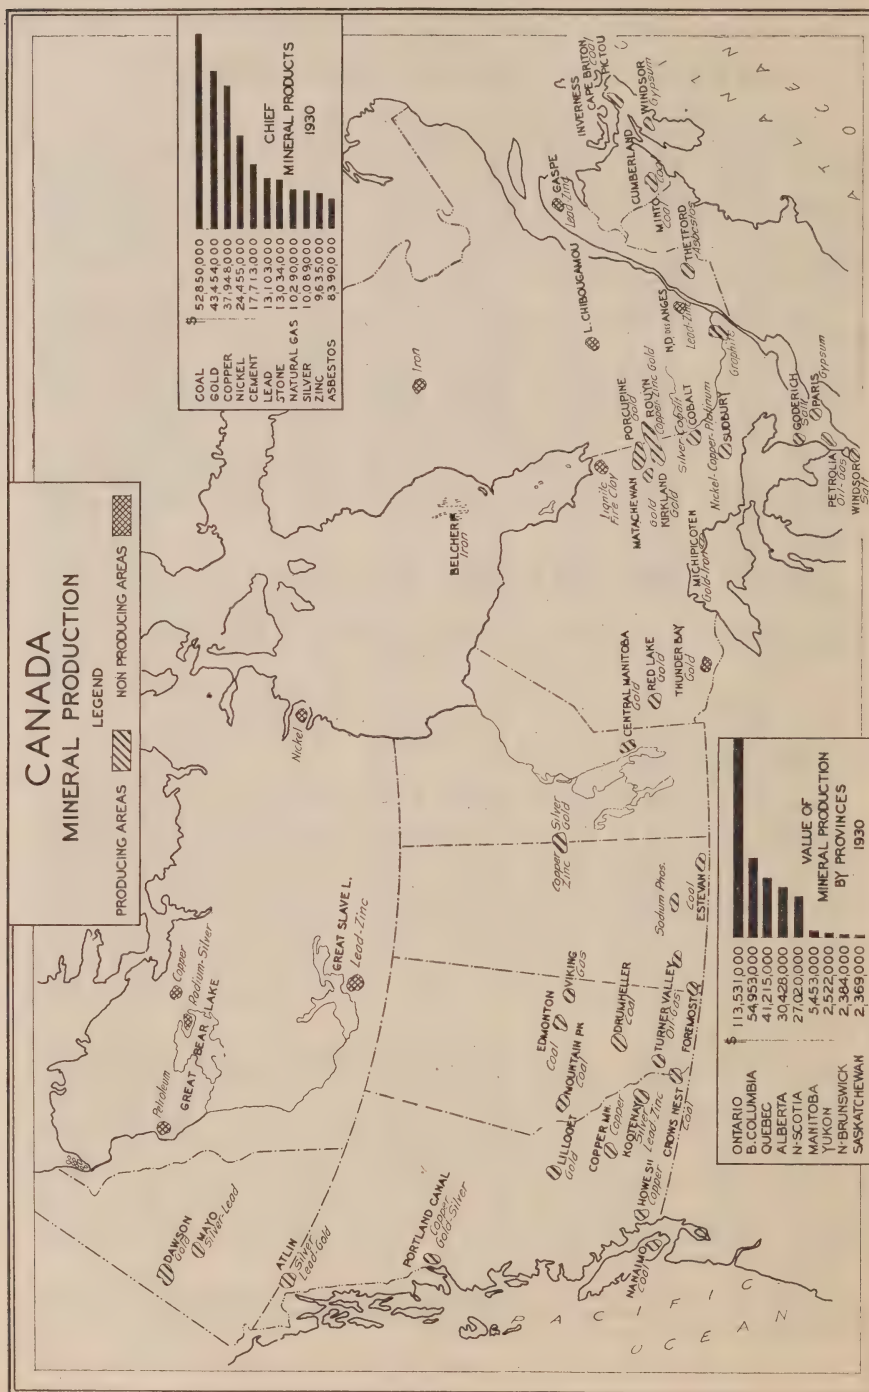 CANADA
MINERAL PRODUCTION
LEGEND
PRODUCING AREAS
NON PRODUCING AREAS
$
COAL 52,850,000
GOLD 43,454,000
COPPER 37,948,000
NICKEL 24,455,000
CEMENT 17,713,000
LEAD 13,103,000
STONE 13,034,000
NATURAL GAS 10,290,000
SILVER 10,089,000
ZINC 9,635,000
ASBESTOS 8,390,000
CHIEF
MINERAL PRODUCTS
1930
DAWSON
Gold
MAYO
Silver-Lead
ATLIN
Silver
Lead-Gold
PORTLAND CANAL
Copper
Gold-Silver
Petroleum
GREAT BEAR LAKE
Copper
Radium-Silver
GREAT SLAVE L.
Lead-Zinc
Nickel
BELCHER
Iron
Iron
LILLOOET
Gold
COPPER MN.
Copper
KOOTENAY
Silver
Lead Zinc
CROWS NEST
Coal
HOWE SH
Copper
NANAIMO
Coal
PACIFIC
OCEAN
EDMONTON
Coal
MOUNTAIN PK
Coal
VIKING
Gas
DRUMHELLER
Coal
TURNER VALLEY
Oil-Gas
FOREMOST
Copper
Zinc
Silver
Gold
Sodium Phos.
Coal
ESTEVAN
CENTRAL MANITOBA
Gold
RED LAKE
Gold
THUNDER BAY
Gold
MICHIPICOTEN
Gold-Iron
Lignite
Fire Clay
MATACHEWAN
Gold
KIRKLAND
Gold
PORCUPINE
Gold
ROUYN
Copper-Zinc Gold
Silver Cobalt
COBALT
Nickel-Copper-Platinum
SUDBURY
L. CHIBOUGAMOU
N.D. DES ANGES
Lead-Zinc
Graphite
GASPE
Lead-Zinc
THETFORD
Asbestos
MINTO
Coal
CUMBERLAND
Coal
INVERNESS
CAPE BRITON
Coal
PICTOU
WINDSOR
Gypsum
GODERICH
Salt
PARIS
Gypsum
PETROLIA
Oil-Gas
WINDSOR
Salt
$
ONTARIO 113,531,000
B. COLUMBIA 54,953,000
QUEBEC 41,215,000
ALBERTA 30,428,000
N-SCOTIA 27,020,000
MANITOBA 5,453,000
YUKON 2,522,000
N-BRUNSWICK 2,384,000
SASKATCHEWAN 2,369,000
VALUE OF
MINERAL PRODUCTION
BY PROVINCES
1930